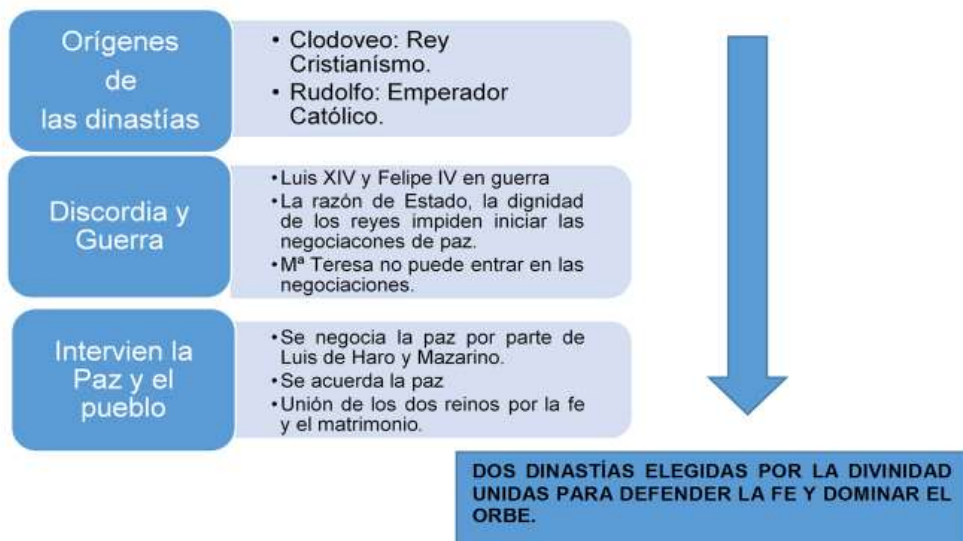 Orígenes
de
las dinastías
• Clodoveo: Rey
Cristianísmo.
• Rudolfo: Emperador
Católico.
Discordia y
Guerra
• Luis XIV y Felipe IV en guerra
• La razón de Estado, la dignidad
de los reyes impiden iniciar las
negociacones de paz.
• Mª Teresa no puede entrar en las
negociaciones.
Intervien la
Paz y el
pueblo
• Se negocia la paz por parte de
Luis de Haro y Mazarino.
• Se acuerda la paz
• Unión de los dos reinos por la fe
y el matrimonio.
DOS DINASTÍAS ELEGIDAS POR LA DIVINIDAD
UNIDAS PARA DEFENDER LA FE Y DOMINAR EL
ORBE.